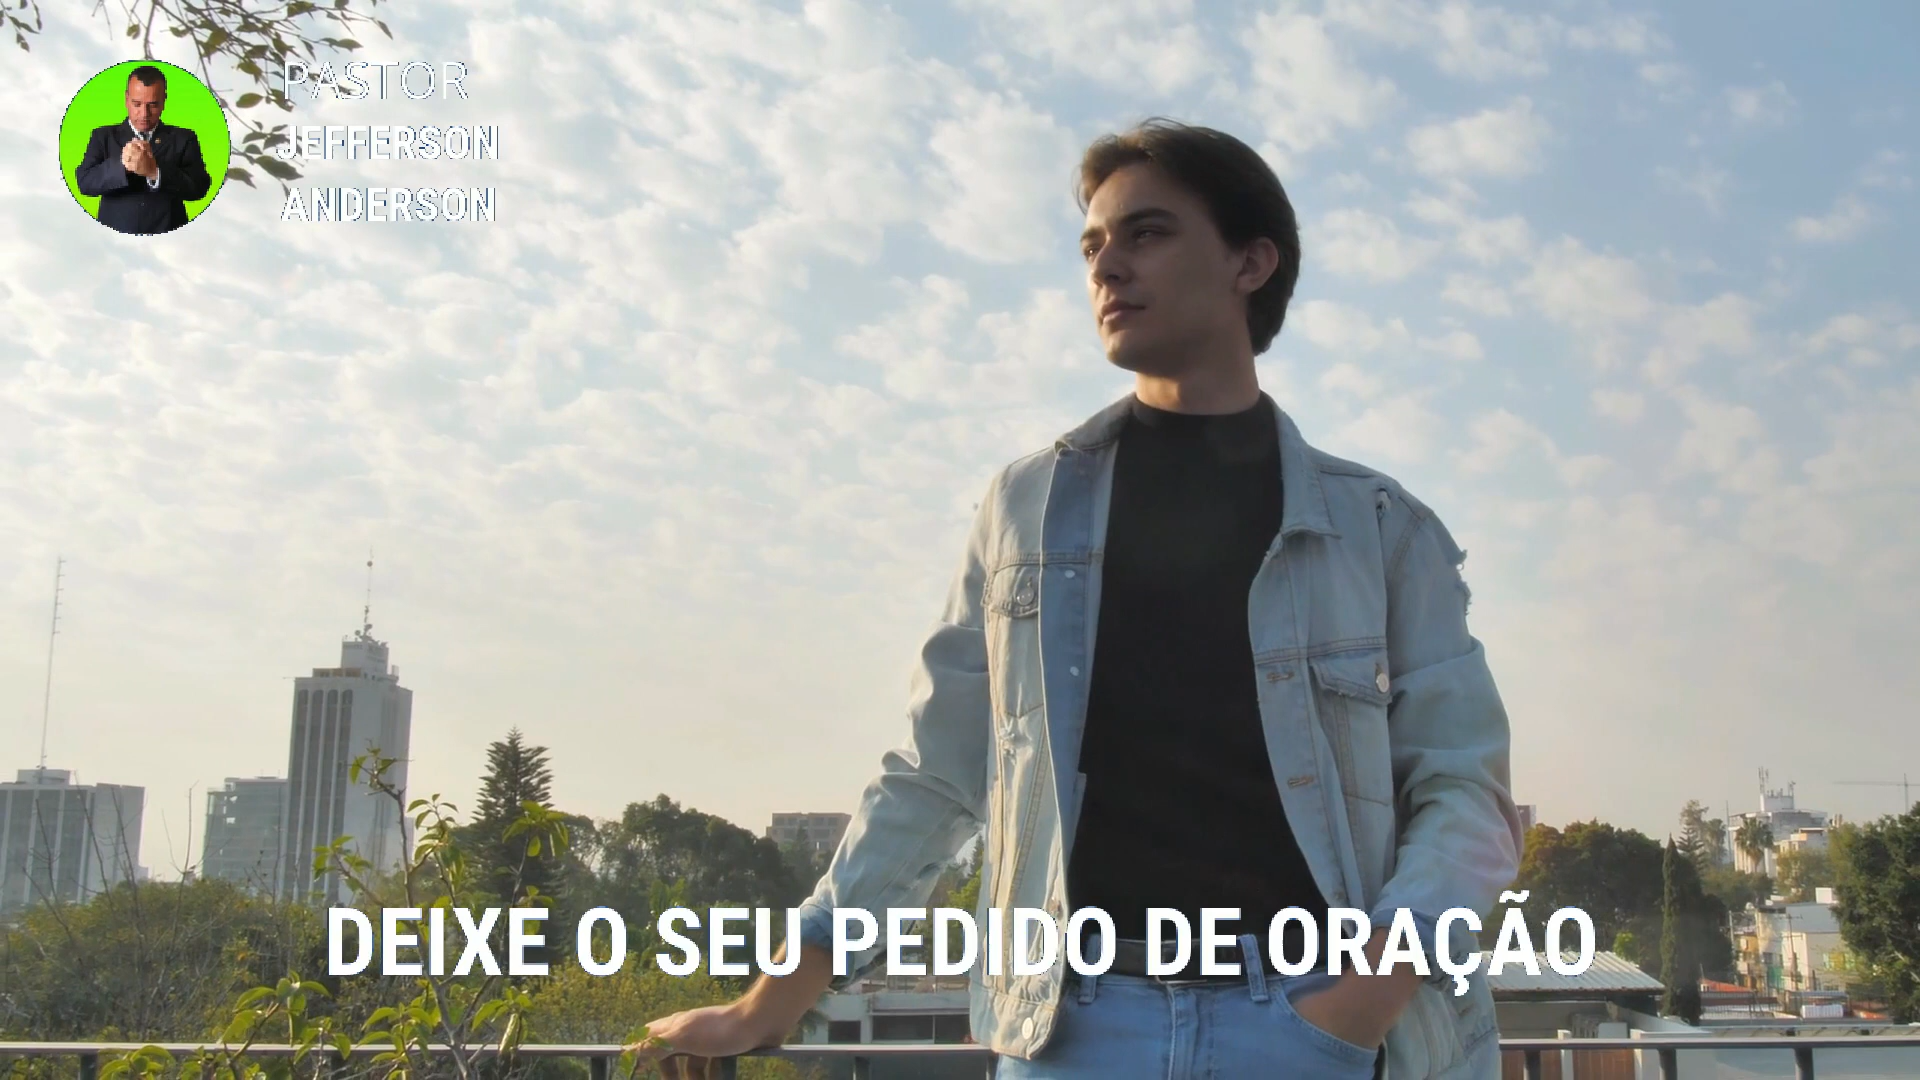 PASTOR
JEFFERSON
ANDERSON
DEIXE O SEU PEDIDO DE ORAÇÃO